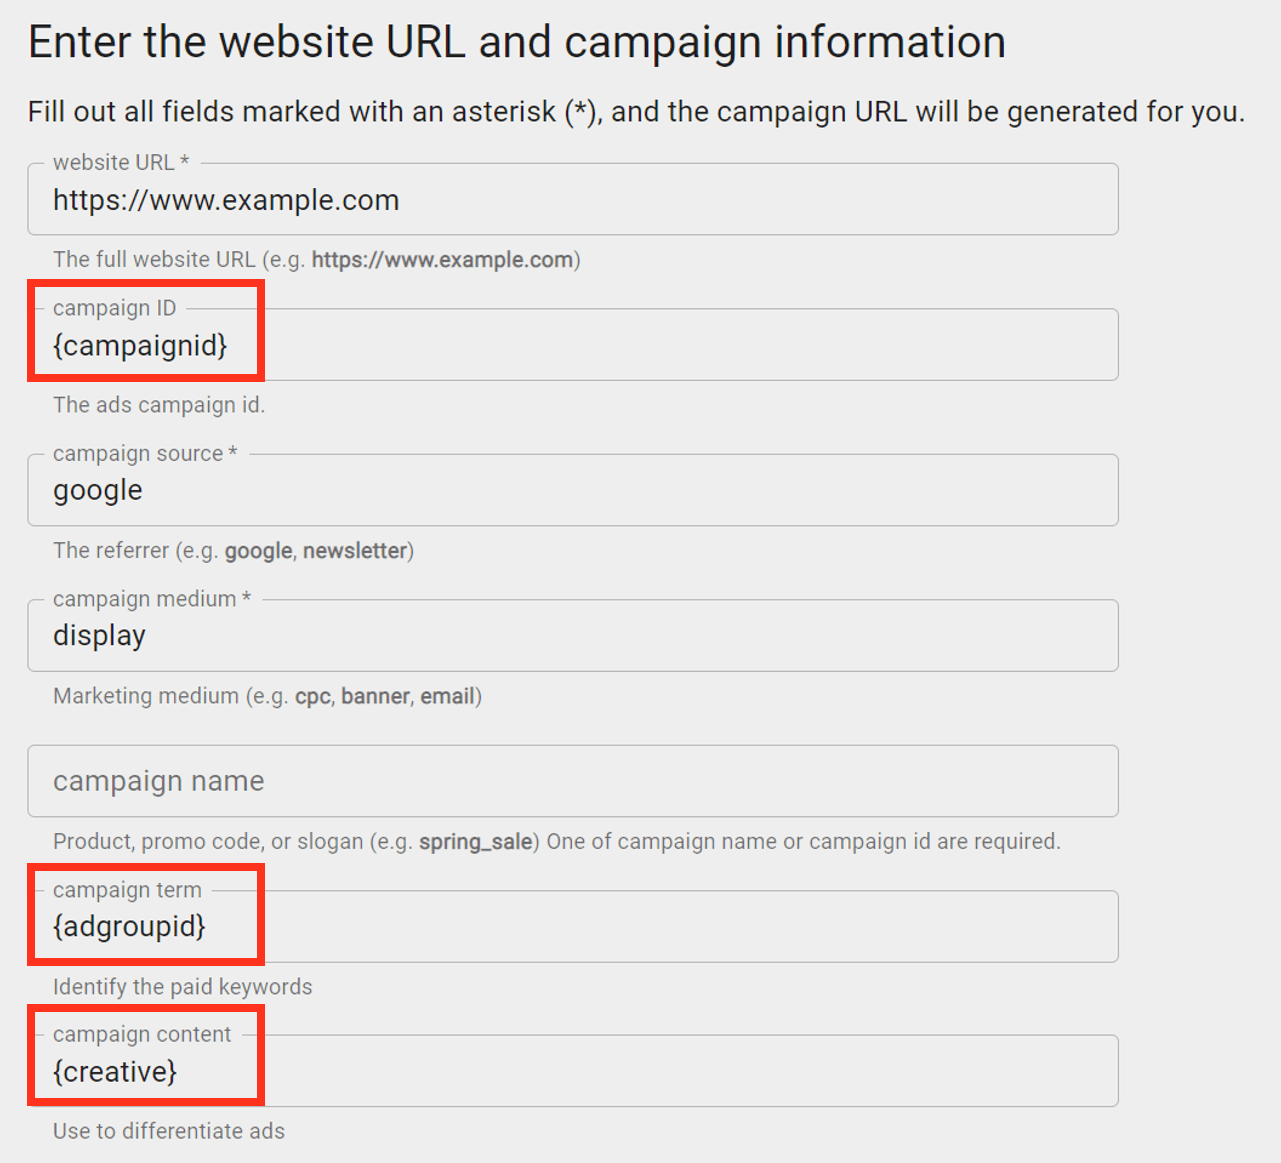 Enter the website URL and campaign information
Fill out all fields marked with an asterisk (*), and the campaign URL will be generated for you.
website URL *
https://www.example.com
The full website URL (e.g. https://www.example.com)
campaign ID
{campaignid}
The ads campaign id.
campaign source *
google
The referrer (e.g. google, newsletter)
campaign medium *
display
Marketing medium (e.g. cpc, banner, email)
campaign name
Product, promo code, or slogan (e.g. spring_sale) One of campaign name or campaign id are required.
campaign term
{adgroupid}
Identify the paid keywords
campaign content
{creative}
Use to differentiate ads